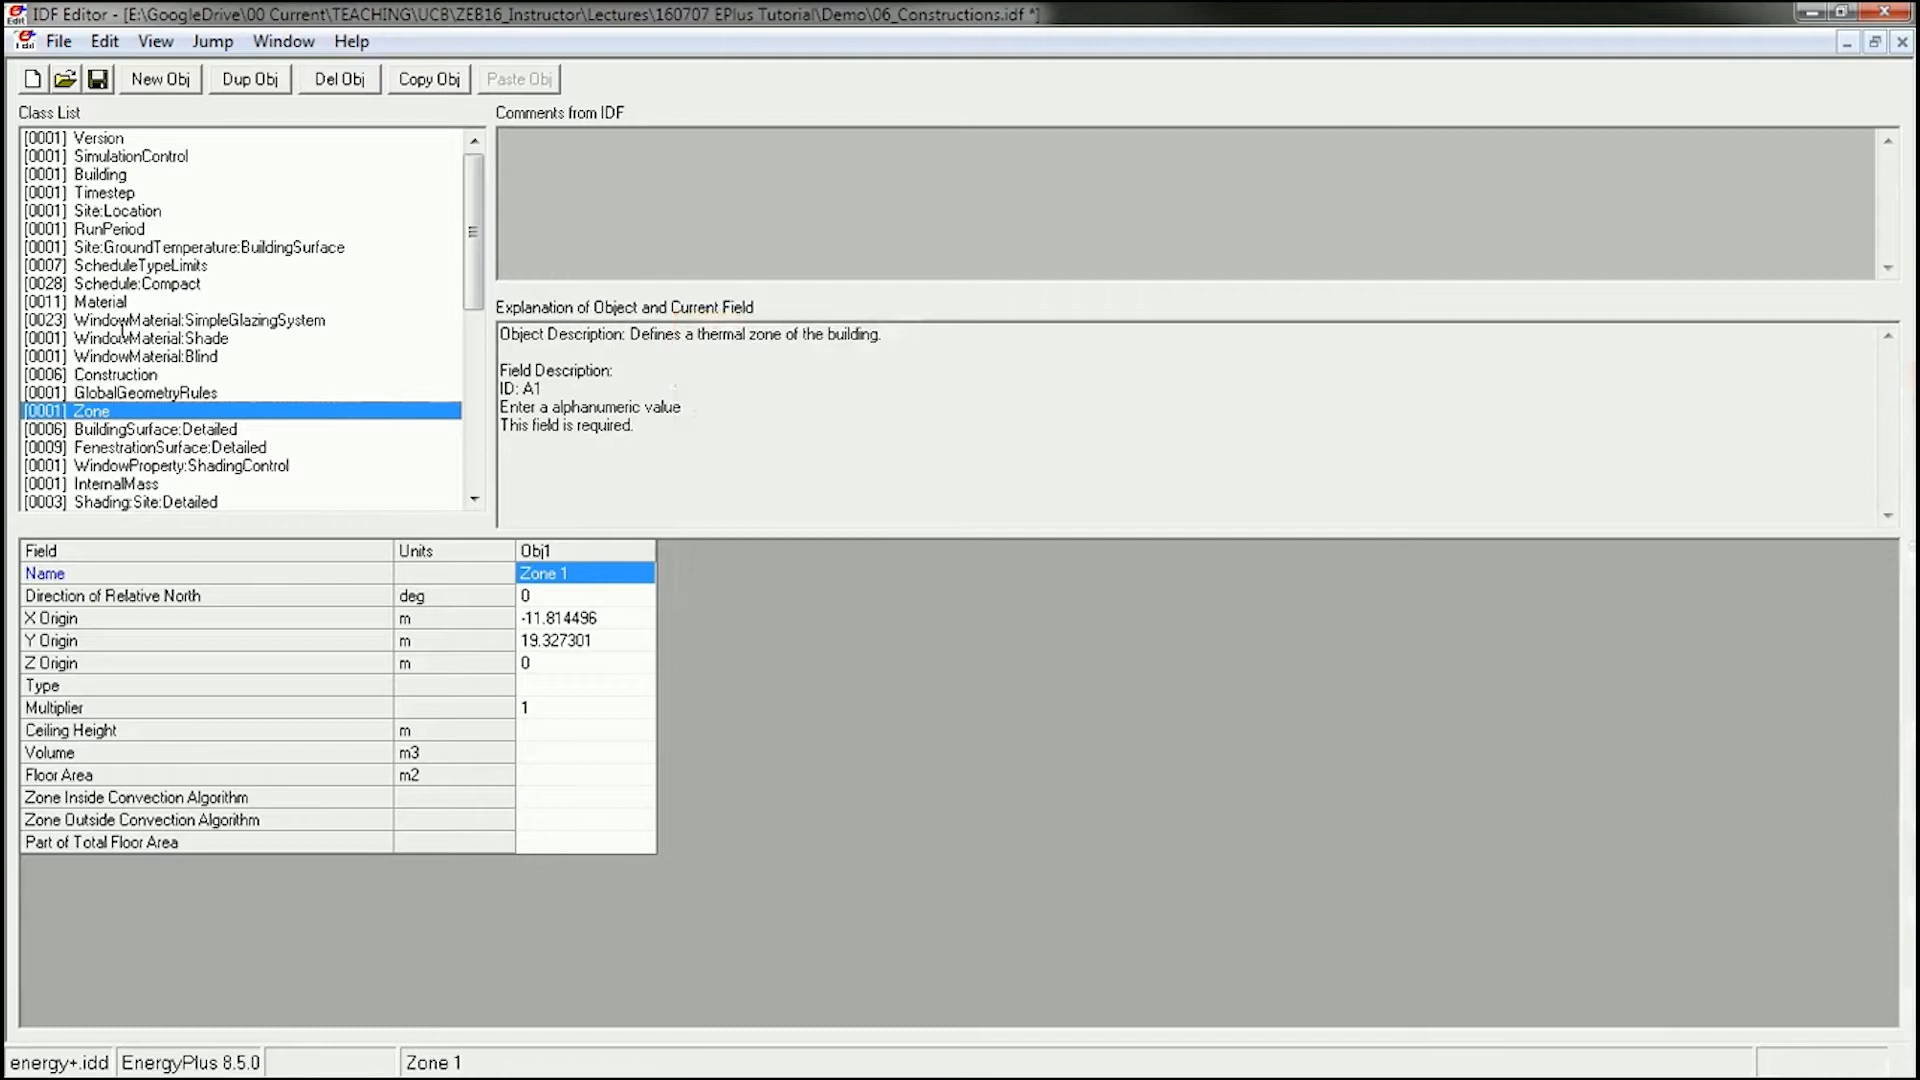 IDF Editor - [E:\GoogleDrive\00 Current\TEACHING\UCB\ZEB16_Instructor\Lectures\160707 EPlus Tutorial\Demo\06_Constructions.idf *]
File Edit View Jump Window Help
New Obj Dup Obj Del Obj Copy Obj Paste Obj
Class List
[0001] Version
[0001] SimulationControl
[0001] Building
[0001] Timestep
[0001] Site:Location
[0001] RunPeriod
[0001] Site:GroundTemperature:BuildingSurface
[0007] ScheduleTypeLimits
[0028] Schedule:Compact
[0011] Material
[0023] WindowMaterial:SimpleGlazingSystem
[0001] WindowMaterial:Shade
[0001] WindowMaterial:Blind
[0006] Construction
[0001] GlobalGeometryRules
[0001] Zone
[0006] BuildingSurface:Detailed
[0009] FenestrationSurface:Detailed
[0001] WindowProperty:ShadingControl
[0001] InternalMass
[0003] Shading:Site:Detailed
Comments from IDF
Explanation of Object and Current Field
Object Description: Defines a thermal zone of the building.
Field Description:
ID: A1
Enter a alphanumeric value
This field is required.
Field Units Obj1
Name Zone 1
Direction of Relative North deg 0
X Origin m -11.814496
Y Origin m 19.327301
Z Origin m 0
Type
Multiplier 1
Ceiling Height m
Volume m3
Floor Area m2
Zone Inside Convection Algorithm
Zone Outside Convection Algorithm
Part of Total Floor Area
energy+.idd EnergyPlus 8.5.0 Zone 1